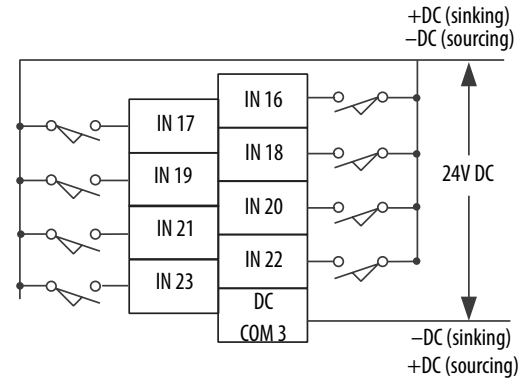 +DC (sinking)
−DC (sourcing)
IN 16
IN 17
IN 18
IN 19
IN 20
IN 21
IN 22
IN 23
DC
COM 3
24V DC
−DC (sinking)
+DC (sourcing)